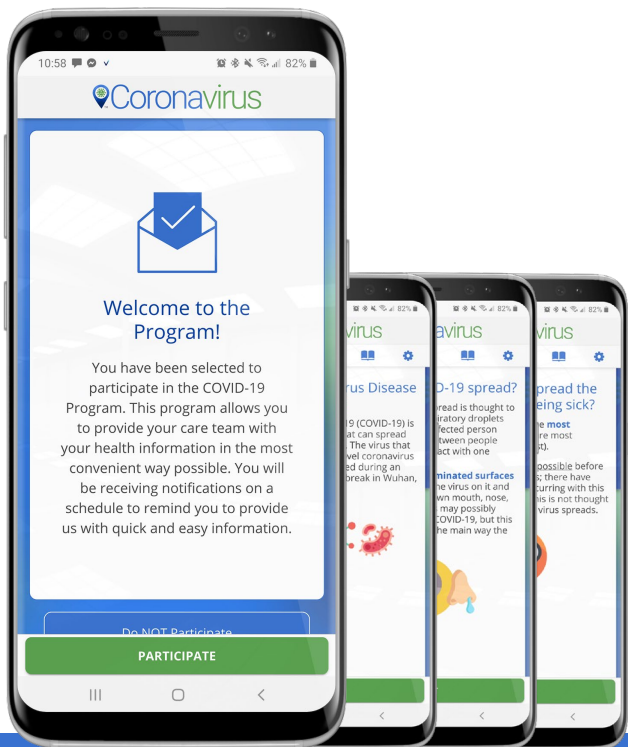 10:58
82%
Coronavirus
Welcome to the
Program!
You have been selected to
participate in the COVID-19
Program. This program allows you
to provide your care team with
your health information in the most
convenient way possible. You will
be receiving notifications on a
schedule to remind you to provide
us with quick and easy information.
Do NOT Participate
PARTICIPATE
82%
virus
rus Disease
19 (COVID-19) is
at can spread
The virus that
vel coronavirus
ed during an
break in Wuhan,
82%
avirus
D-19 spread?
pread is thought to
iratory droplets
fected person
tween people
act with one
minated surfaces
he virus on it and
wn mouth, nose,
may possibly
COVID-19, but this
he main way the
82%
virus
pread the
eing sick?
e most
re most
st).
possible before
s; there have
urring with this
his is not thought
virus spreads.